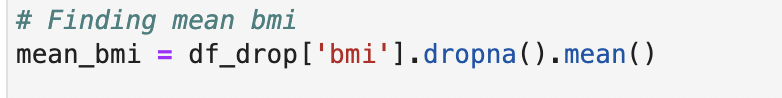 # Finding mean bmi
mean_bmi = df_drop['bmi'].dropna().mean()